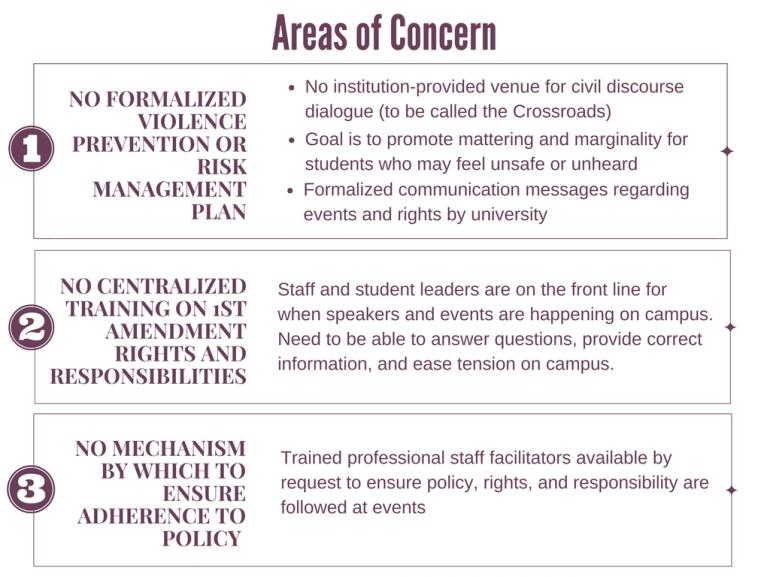 Areas of Concern
1
NO FORMALIZED
VIOLENCE
PREVENTION OR
RISK
MANAGEMENT
PLAN
• No institution-provided venue for civil discourse
dialogue (to be called the Crossroads)
• Goal is to promote mattering and marginality for
students who may feel unsafe or unheard
• Formalized communication messages regarding
events and rights by university
2
NO CENTRALIZED
TRAINING ON 1ST
AMENDMENT
RIGHTS AND
RESPONSIBILITIES
Staff and student leaders are on the front line for
when speakers and events are happening on campus.
Need to be able to answer questions, provide correct
information, and ease tension on campus.
3
NO MECHANISM
BY WHICH TO
ENSURE
ADHERENCE TO
POLICY
Trained professional staff facilitators available by
request to ensure policy, rights, and responsibility are
followed at events